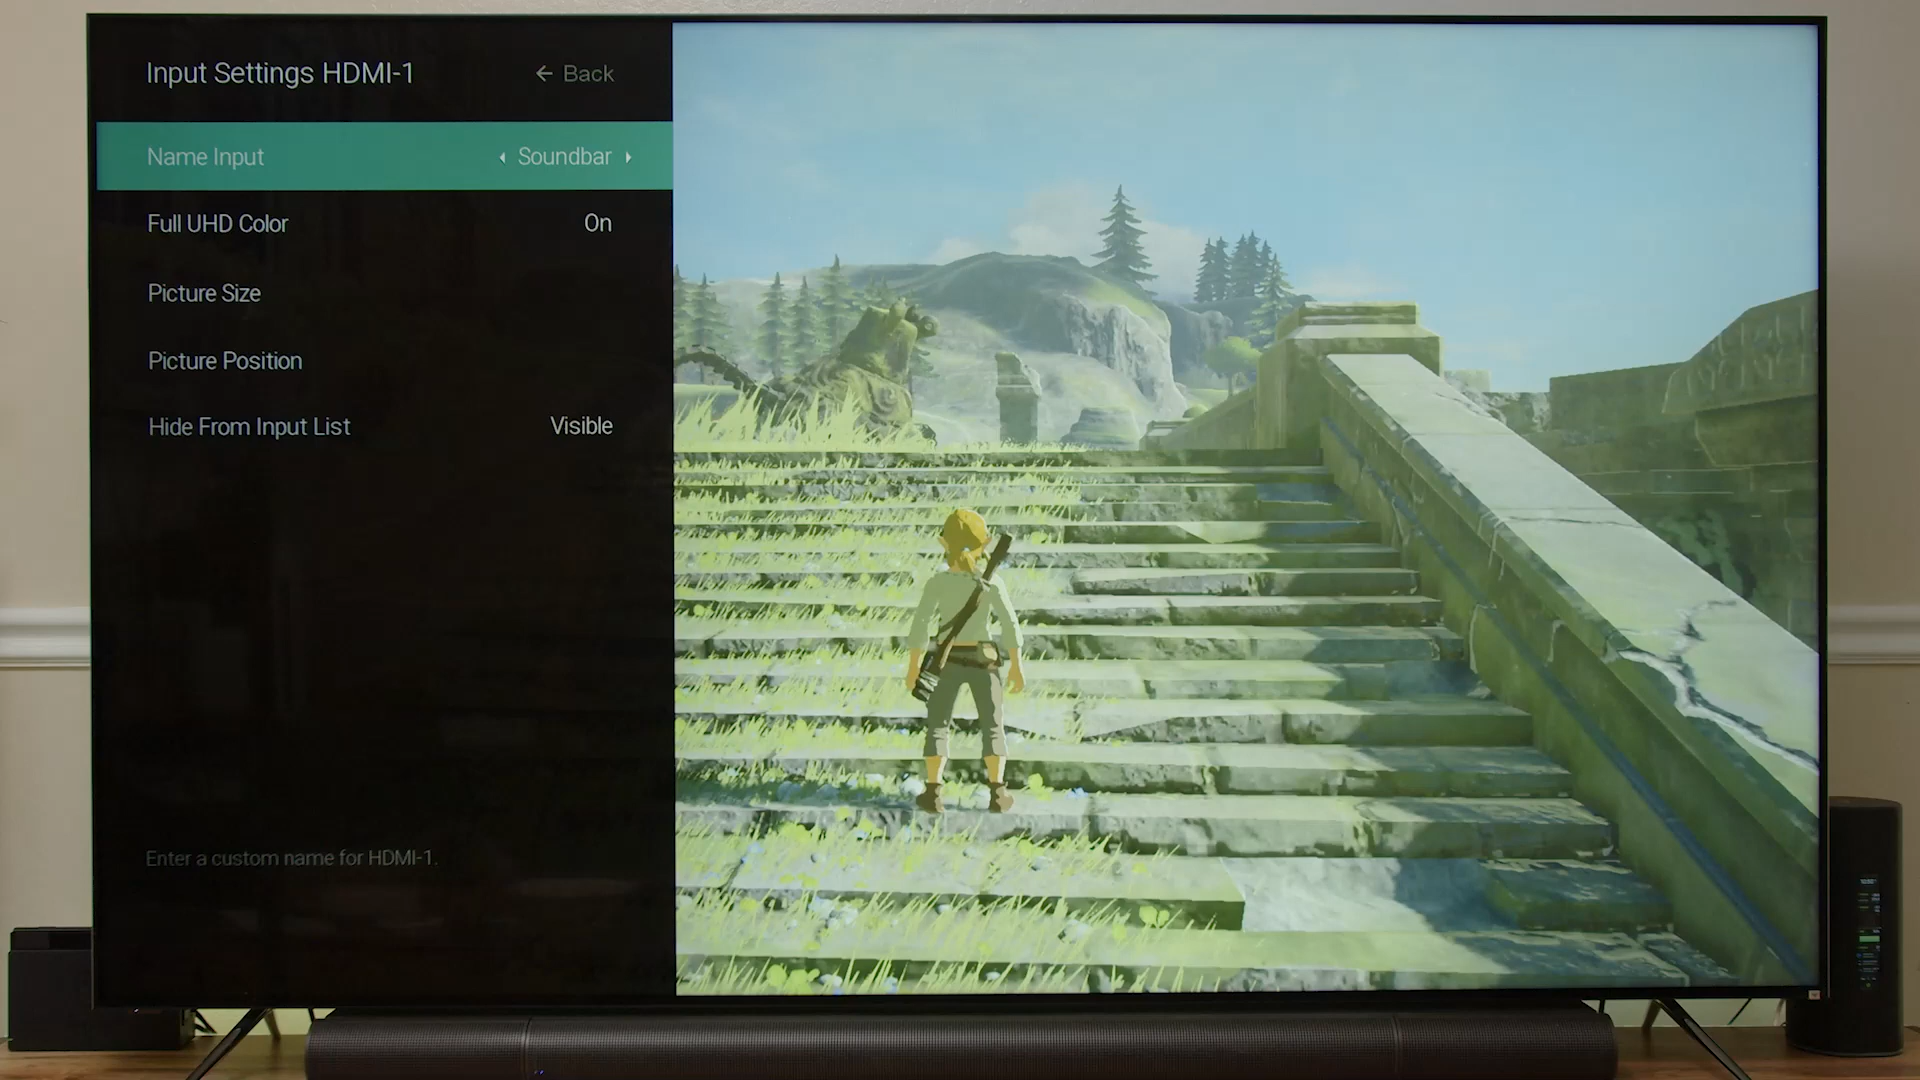 Input Settings HDMI-1
← Back
Name Input
Soundbar
Full UHD Color
On
Picture Size
Picture Position
Hide From Input List
Visible
Enter a custom name for HDMI-1.